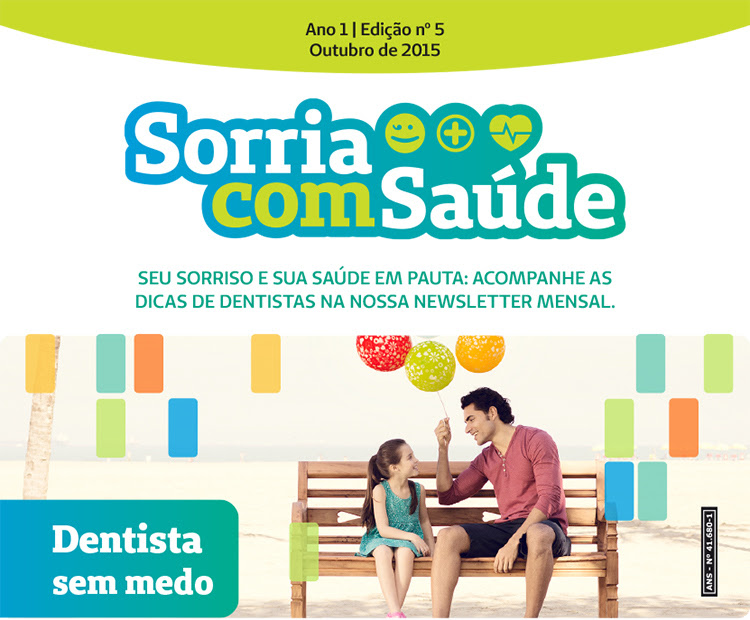 Ano 1 | Edição nº 5
Outubro de 2015
Sorria
com Saúde
SEU SORRISO E SUA SAÚDE EM PAUTA: ACOMPANHE AS
DICAS DE DENTISTAS NA NOSSA NEWSLETTER MENSAL.
Dentista
sem medo
ANS - Nº 41.680-1